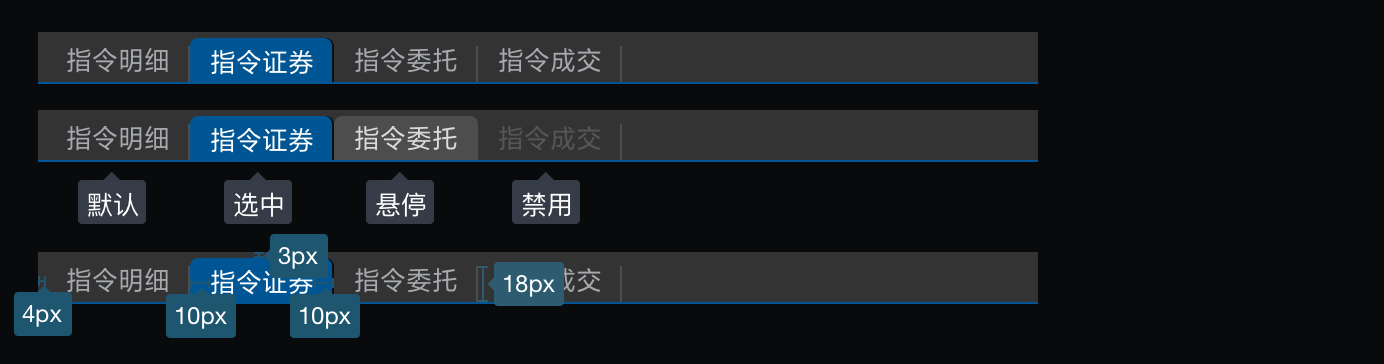 指令明细 指令证券 指令委托 指令成交
指令明细 指令证券 指令委托 指令成交
默认 选中 悬停 禁用
3px
指令明细 指令证券 指令委托 18px 成交
4px 10px 10px